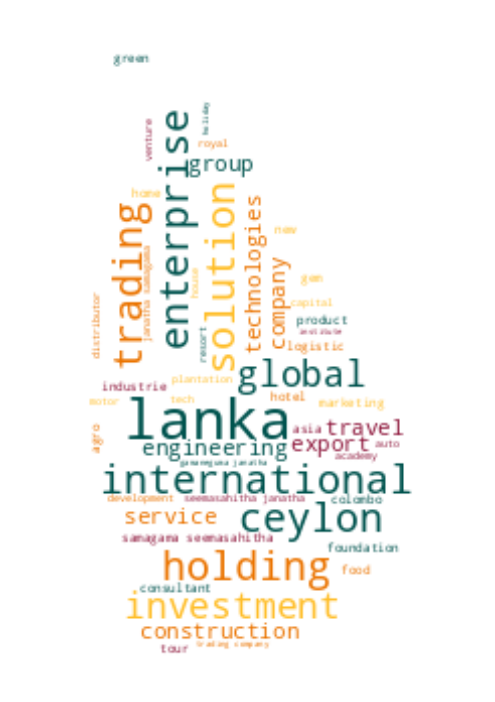 green
holiday
venture
enterprise
royal
group
home
solution
technologies
trading
new
janatha samagama
company
house
gem
distributor
capital
product
resort
institute
logistic
global
plantation
industrie
hotel
motor
tech
marketing
lanka
asia travel
agro
engineering
export
auto
academy
international
development
seemasahitha janatha
colombo
service
ceylon
samagama seemasahitha
foundation
holding
food
consultant
investment
construction
trading company
tour